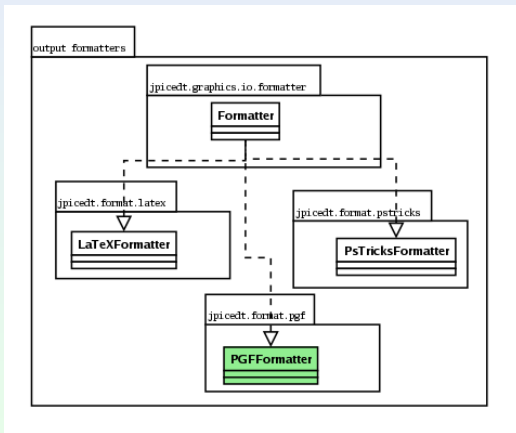 output formatters
jpicedt.graphics.io.formatter
Formatter
jpicedt.format.latex
LaTeXFormatter
jpicedt.format.pstricks
PsTricksFormatter
jpicedt.format.pgf
PGFFormatter